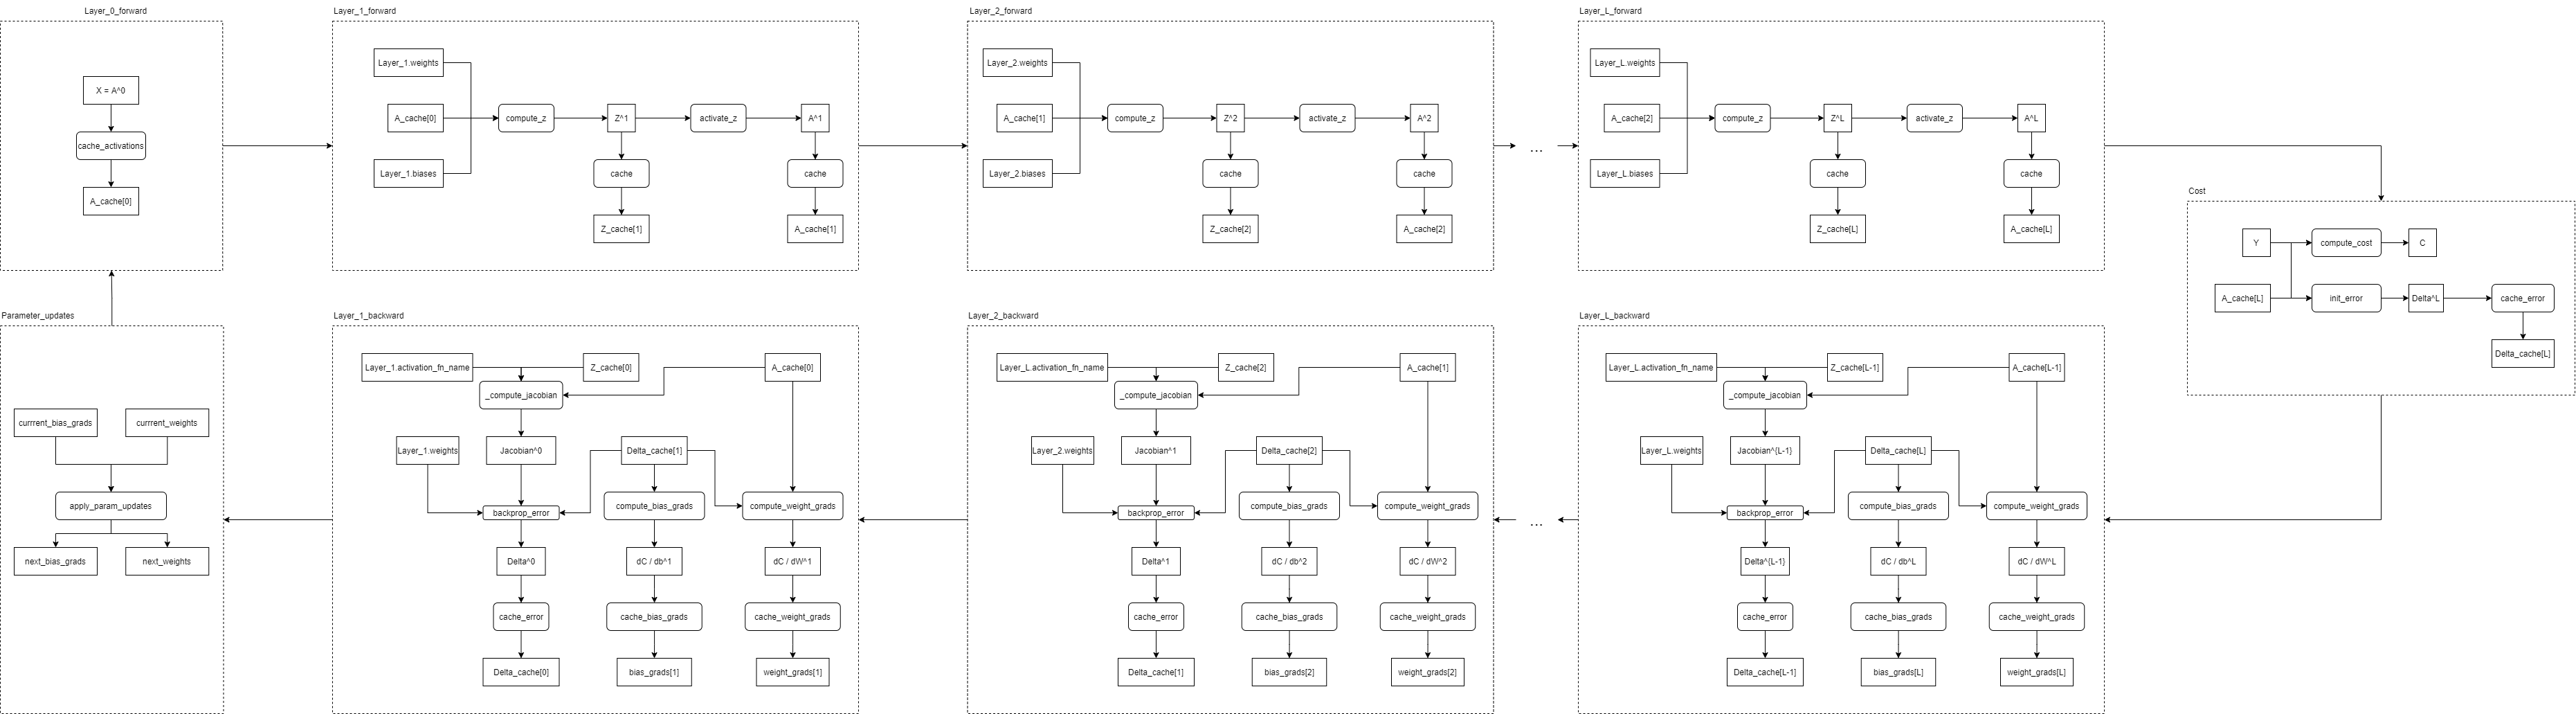 Layer_0_forward
X = A^0
cache_activations
A_cache[0]
Layer_1_forward
Layer_1.weights
A_cache[0]
compute_z
Z^1
activate_z
A^1
Layer_1.biases
cache
cache
Z_cache[1]
A_cache[1]
Layer_2_forward
Layer_2.weights
A_cache[1]
compute_z
Z^2
activate_z
A^2
Layer_2.biases
cache
cache
Z_cache[2]
A_cache[2]
...
Layer_L_forward
Layer_L.weights
A_cache[2]
compute_z
Z^L
activate_z
A^L
Layer_L.biases
cache
cache
Z_cache[L]
A_cache[L]
Cost
Y
compute_cost
C
A_cache[L]
init_error
Delta^L
cache_error
Delta_cache[L]
Layer_L_backward
Layer_L.activation_fn_name
Z_cache[L-1]
A_cache[L-1]
_compute_jacobian
Layer_L.weights
Jacobian^{L-1}
Delta_cache[L]
backprop_error
compute_bias_grads
compute_weight_grads
Delta^{L-1}
dC / db^L
dC / dW^L
cache_error
cache_bias_grads
cache_weight_grads
Delta_cache[L-1]
bias_grads[L]
weight_grads[L]
...
Layer_2_backward
Layer_L.activation_fn_name
Z_cache[2]
A_cache[1]
_compute_jacobian
Layer_2.weights
Jacobian^1
Delta_cache[2]
backprop_error
compute_bias_grads
compute_weight_grads
Delta^1
dC / db^2
dC / dW^2
cache_error
cache_bias_grads
cache_weight_grads
Delta_cache[1]
bias_grads[2]
weight_grads[2]
Layer_1_backward
Layer_1.activation_fn_name
Z_cache[0]
A_cache[0]
_compute_jacobian
Layer_1.weights
Jacobian^0
Delta_cache[1]
backprop_error
compute_bias_grads
compute_weight_grads
Delta^0
dC / db^1
dC / dW^1
cache_error
cache_bias_grads
cache_weight_grads
Delta_cache[0]
bias_grads[1]
weight_grads[1]
Parameter_updates
currrent_bias_grads
currrent_weights
apply_param_updates
next_bias_grads
next_weights